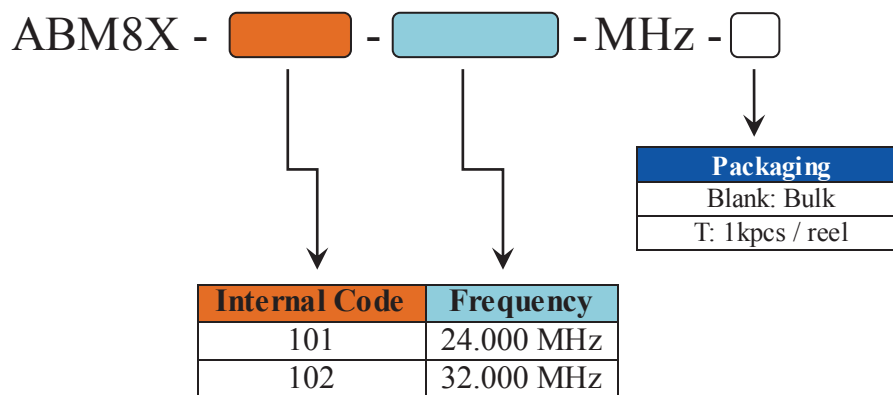 ABM8X - - - MHz -
Packaging
Blank: Bulk
T: 1kpcs / reel
Internal Code Frequency
101 24.000 MHz
102 32.000 MHz